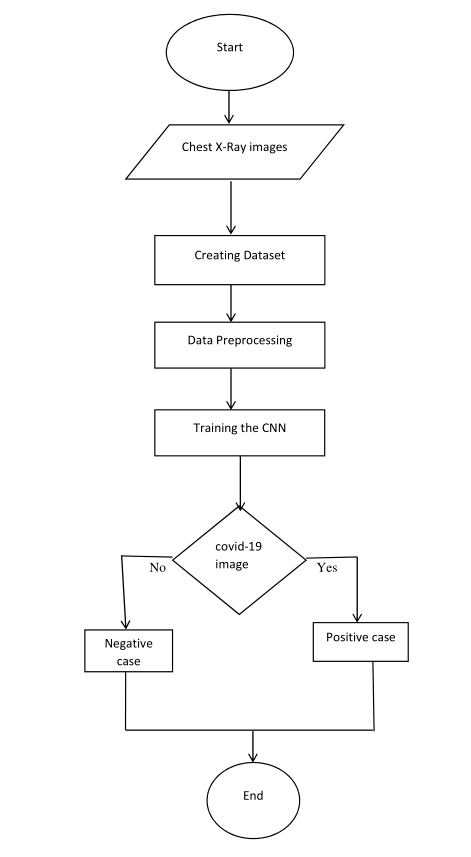 Start
Chest X-Ray images
Creating Dataset
Data Preprocessing
Training the CNN
covid-19
image
No
Yes
Negative
case
Positive case
End